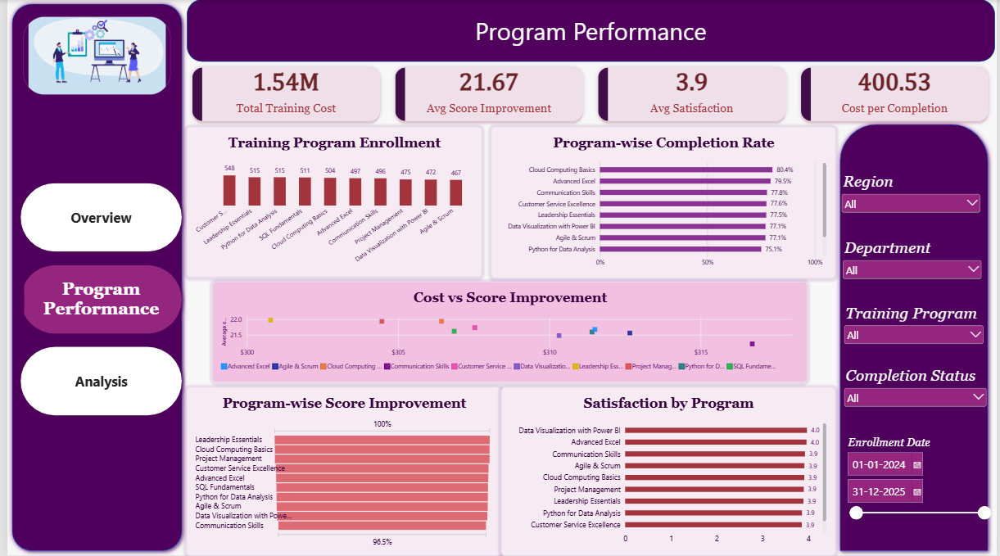 Program Performance
1.54M
Total Training Cost
21.67
Avg Score Improvement
3.9
Avg Satisfaction
400.53
Cost per Completion
Overview
Program
Performance
Analysis
Training Program Enrollment
548
515
515
511
504
497
496
475
472
467
Customer S...
Leadership Essentials
Python for Data Analysis
SQL Fundamentals
Cloud Computing Basics
Advanced Excel
Communication Skills
Project Management
Data Visualization with Power BI
Agile & Scrum
Program-wise Completion Rate
Cloud Computing Basics 80.4%
Advanced Excel 79.5%
Communication Skills 77.8%
Customer Service Excellence 77.6%
Leadership Essentials 77.5%
Data Visualization with Power BI 77.1%
Agile & Scrum 77.1%
Python for Data Analysis 75.1%
0% 50% 100%
Cost vs Score Improvement
Average o...
22.0
21.5
$300 $305 $310 $315
Advanced Excel Agile & Scrum Cloud Computing ... Communication Skills Customer Service ... Data Visualizatio... Leadership Ess... Project Manag... Python for D... SQL Fundame...
Program-wise Score Improvement
100%
Leadership Essentials
Cloud Computing Basics
Project Management
Customer Service Excellence
Advanced Excel
SQL Fundamentals
Python for Data Analysis
Agile & Scrum
Data Visualization with Powe...
Communication Skills
96.5%
Satisfaction by Program
Data Visualization with Power BI 4.0
Advanced Excel 4.0
Communication Skills 3.9
Agile & Scrum 3.9
Cloud Computing Basics 3.9
Project Management 3.9
Leadership Essentials 3.9
Python for Data Analysis 3.9
Customer Service Excellence 3.9
0 1 2 3 4
Region
All
Department
All
Training Program
All
Completion Status
All
Enrollment Date
01-01-2024
31-12-2025